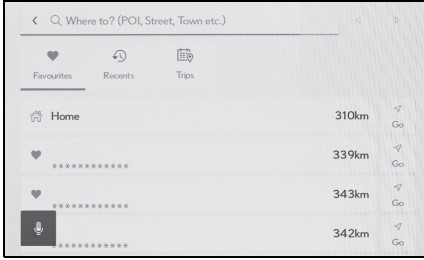 Where to? (POI, Street, Town etc.)
Favourites Recents Trips
Home 310km Go
339km Go
************
343km Go
************
342km Go
************